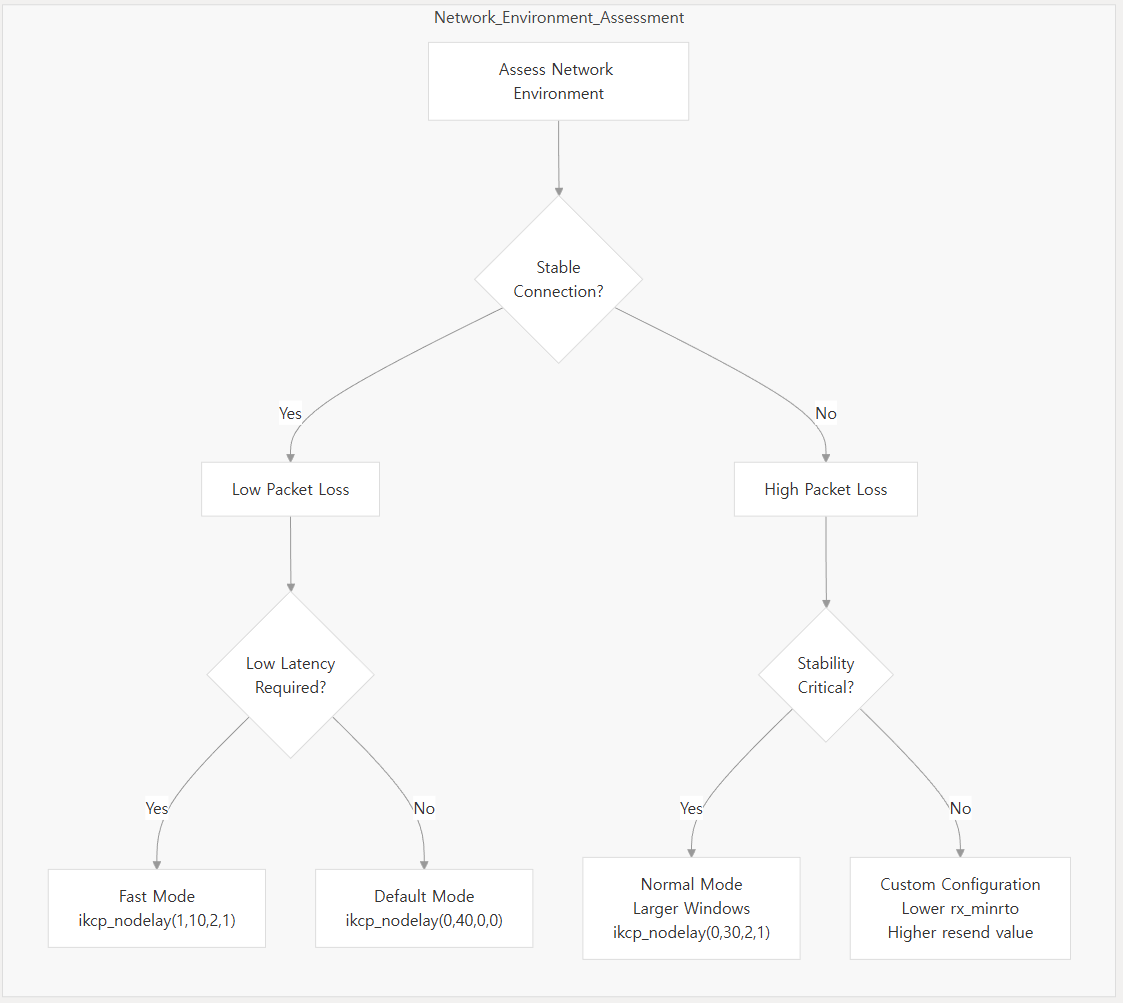 Network_Environment_Assessment
Assess Network
Environment
Stable
Connection?
Yes
No
Low Packet Loss
High Packet Loss
Low Latency
Required?
Stability
Critical?
Yes
No
Yes
No
Fast Mode
ikcp_nodelay(1,10,2,1)
Default Mode
ikcp_nodelay(0,40,0,0)
Normal Mode
Larger Windows
ikcp_nodelay(0,30,2,1)
Custom Configuration
Lower rx_minrto
Higher resend value